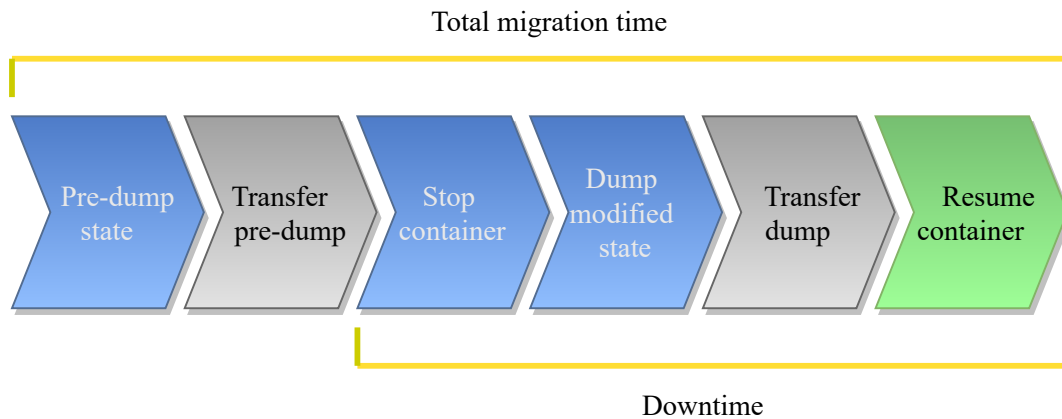 Total migration time
Pre-dump
state
Transfer
pre-dump
Stop
container
Dump
modified
state
Transfer
dump
Resume
container
Downtime